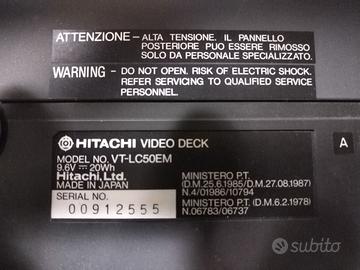 ATTENZIONE – ALTA TENSIONE. IL PANNELLO
POSTERIORE PUÒ ESSERE RIMOSSO
SOLO DA PERSONALE SPECIALIZZATO.
WARNING – DO NOT OPEN. RISK OF ELECTRIC SHOCK.
REFER SERVICING TO QUALIFIED SERVICE
PERSONNEL.
HITACHI VIDEO DECK
MODEL NO. VT-LC50EM
9.6V⎓ 20Wh
Hitachi, Ltd.
MADE IN JAPAN
SERIAL NO.
00912555
MINISTERO P.T.
(D.M.25.6.1985/D.M.27.08.1987)
N.4/01986/10794
MINISTERO P.T. (D.M.6.2.1978)
N.06783/06737
A
subito